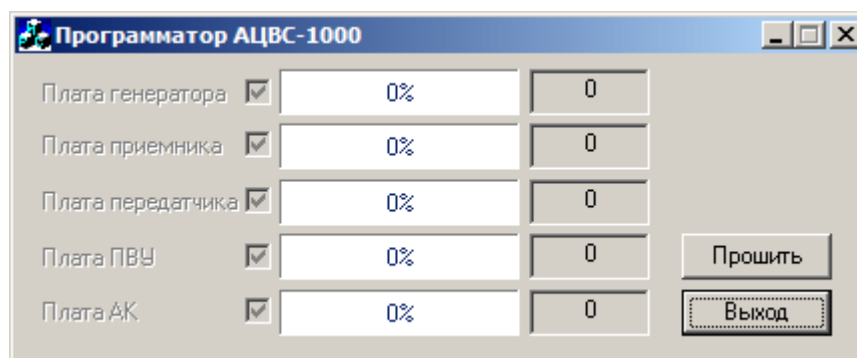 Программатор АЦВС-1000
Плата генератора 0% 0
Плата приемника 0% 0
Плата передатчика 0% 0
Плата ПВУ 0% 0 Прошить
Плата АК 0% 0 Выход